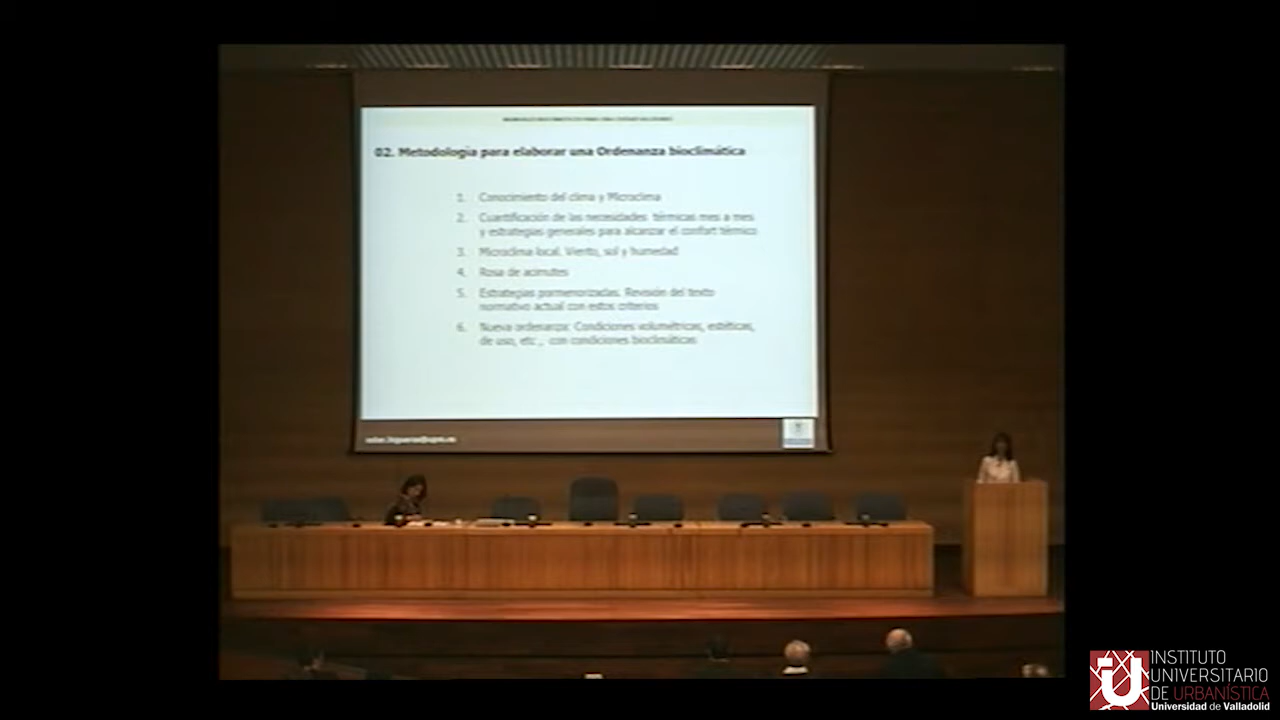 02. Metodología para elaborar una Ordenanza bioclimática
1. Conocimiento del clima y Microclima
2. Cuantificación de las necesidades térmicas mes a mes
y estrategias generales para alcanzar el confort térmico
3. Microclima local. Viento, sol y humedad
4. Rosa de acimutes
5. Estrategias pormenorizadas. Revisión del texto
normativo actual con estos criterios
6. Nueva ordenanza: Condiciones volumétricas, estéticas,
de uso, etc., con condiciones bioclimáticas
INSTITUTO
UNIVERSITARIO
DE URBANÍSTICA
Universidad de Valladolid